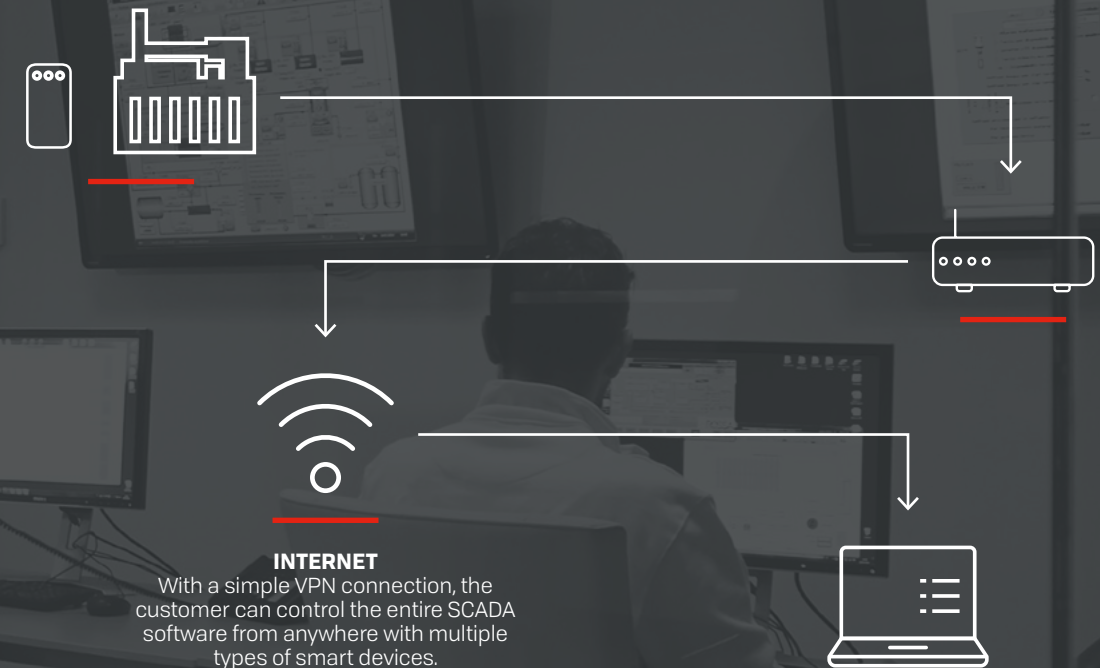 INTERNET
With a simple VPN connection, the
customer can control the entire SCADA
software from anywhere with multiple
types of smart devices.